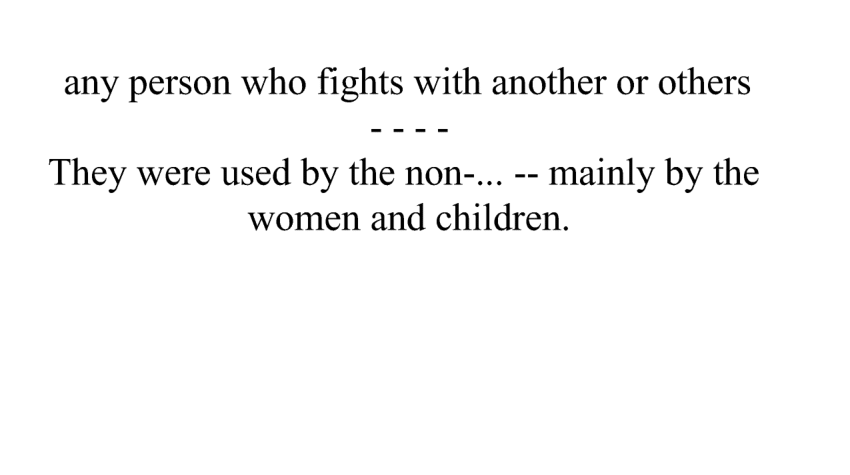 any person who fights with another or others
- - - -
They were used by the non-... -- mainly by the
women and children.